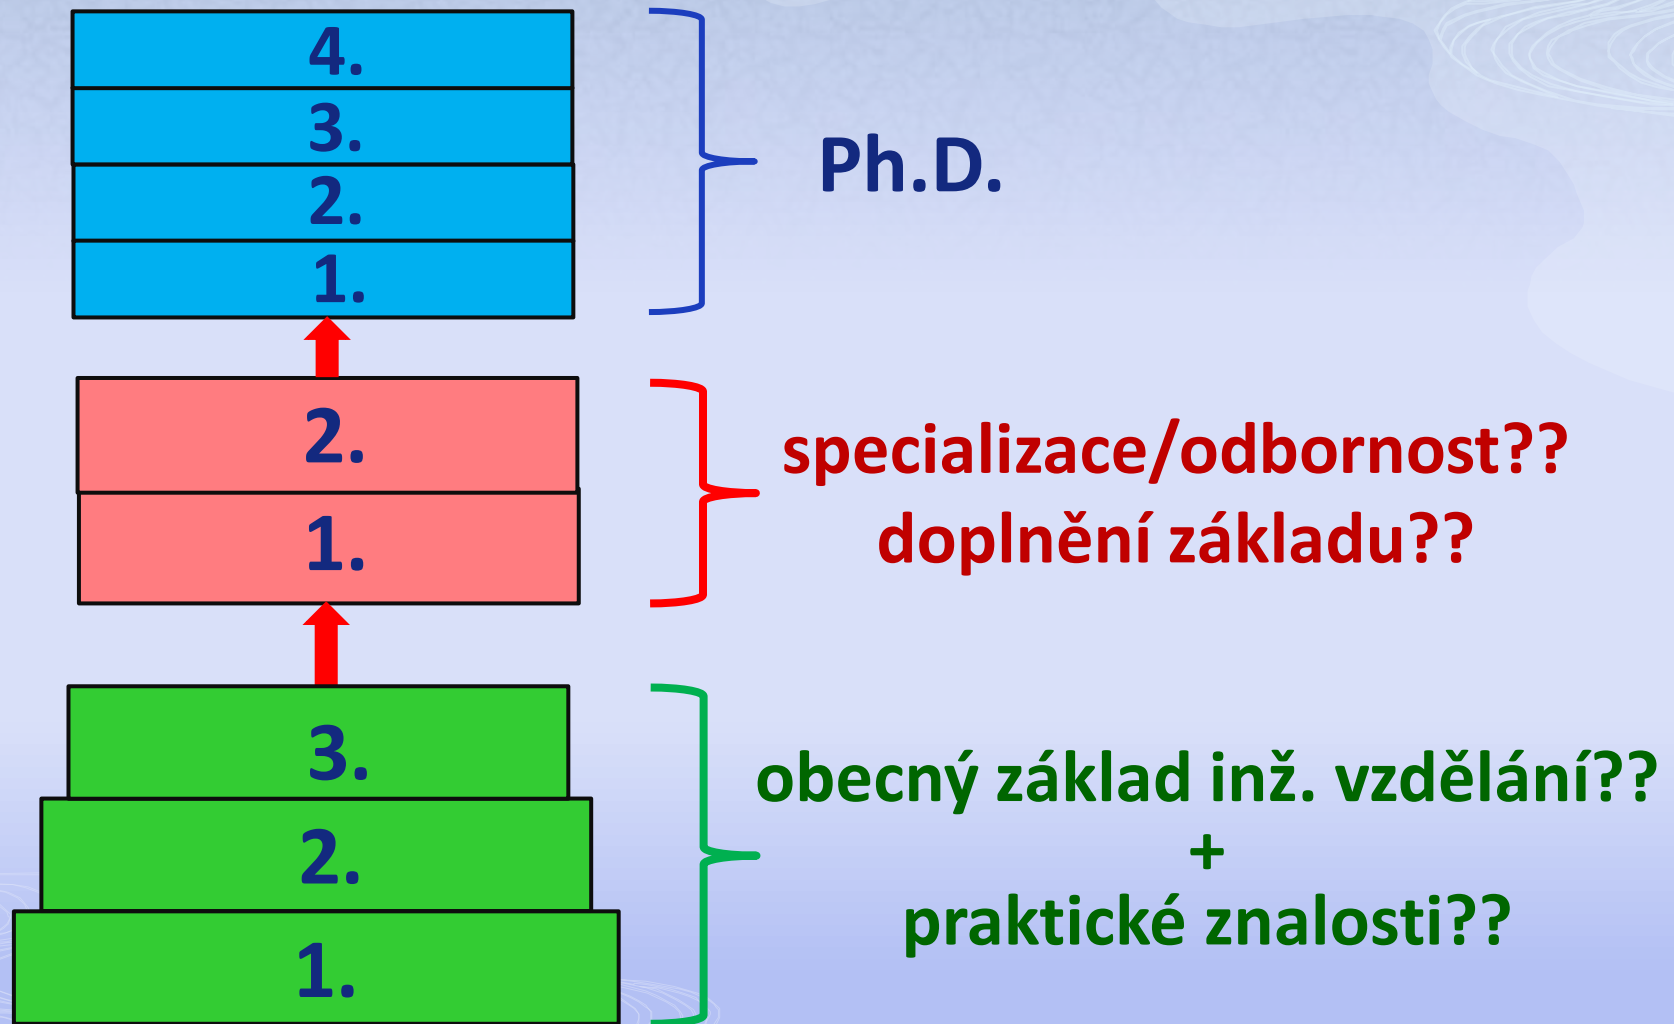 4.
3.
2.
1.
Ph.D.
2.
1.
specializace/odbornost??
doplnění základu??
3.
2.
1.
obecný základ inž. vzdělání??
+
praktické znalosti??